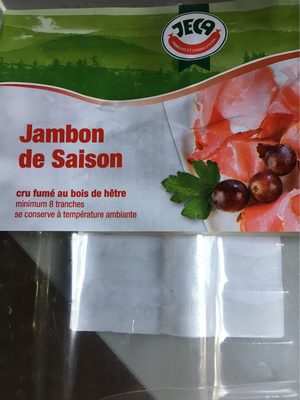 JECA
Jambon
de Saison
cru fumé au bois de hêtre
minimum 8 tranches
se conserve à température ambiante